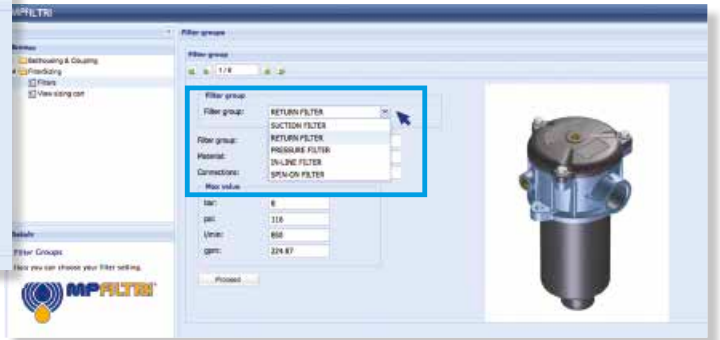 MPFILTRI
Filter groups
Browse
Bellhousing & Coupling
FilterSizing
Filters
View sizing cart
Filter group
1 / 8
Filter group
Filter group: RETURN FILTER
SUCTION FILTER
RETURN FILTER
PRESSURE FILTER
IN-LINE FILTER
SPIN-ON FILTER
Filter group:
Material:
Connections:
Max value
bar: 8
psi: 116
l/min: 850
gpm: 224.87
Proceed
Details
Filter Groups
Here you can choose your filter setting.
MPFILTRI